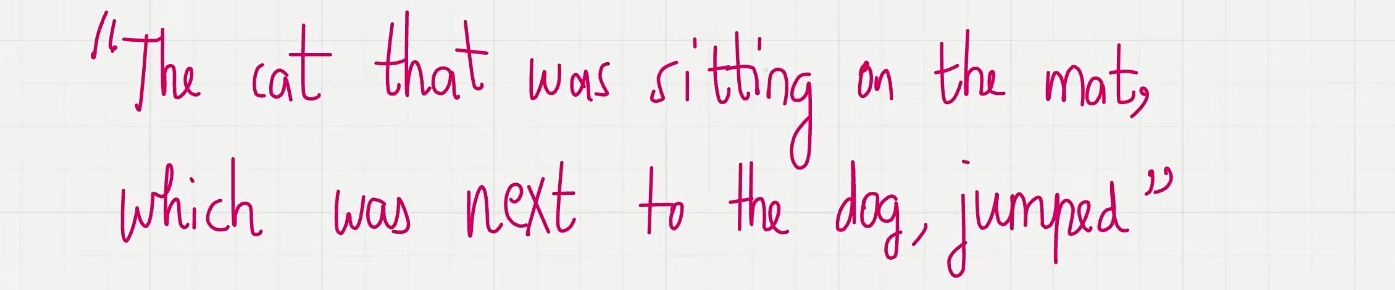 "The cat that was sitting on the mat,
which was next to the dog, jumped"